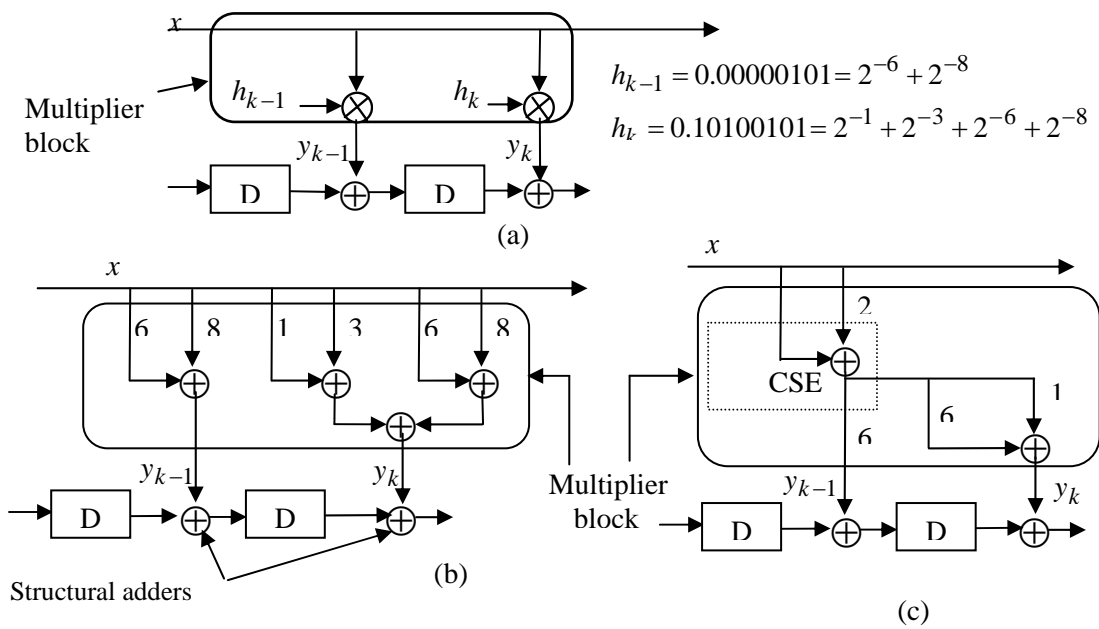 x
Multiplier
block
h_{k-1}
h_k
h_{k-1} = 0.00000101 = 2^{-6} + 2^{-8}
h_k = 0.10100101 = 2^{-1} + 2^{-3} + 2^{-6} + 2^{-8}
y_{k-1}
y_k
D
D
(a)
x
6 8 1 3 6 8
y_{k-1}
y_k
D
D
Structural adders
(b)
Multiplier
block
x
2
CSE
6
6
1
y_{k-1}
y_k
D
D
(c)